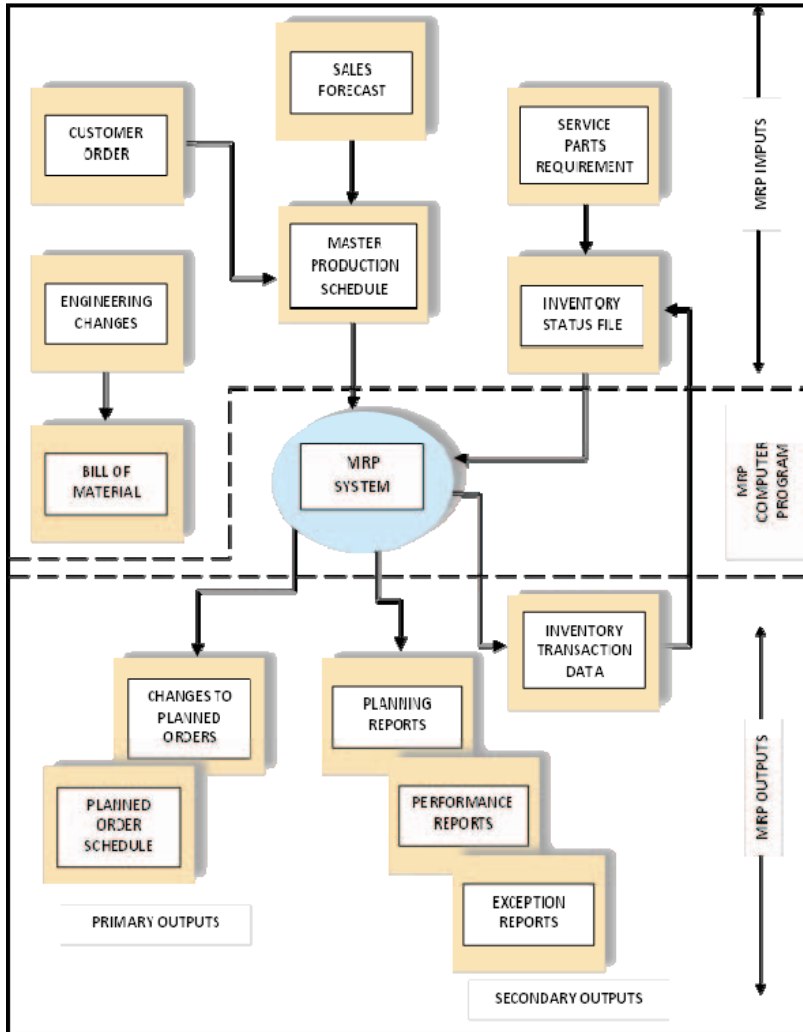 SALES
FORECAST
CUSTOMER
ORDER
SERVICE
PARTS
REQUIREMENT
MRP IMPUTS
MASTER
PRODUCTION
SCHEDULE
ENGINEERING
CHANGES
INVENTORY
STATUS FILE
BILL OF
MATERIAL
MRP
SYSTEM
MRP
COMPUTER
PROGRAM
INVENTORY
TRANSACTION
DATA
CHANGES TO
PLANNED
ORDERS
PLANNING
REPORTS
PLANNED
ORDER
SCHEDULE
PERFORMANCE
REPORTS
MRP OUTPUTS
EXCEPTION
REPORTS
PRIMARY OUTPUTS
SECONDARY OUTPUTS